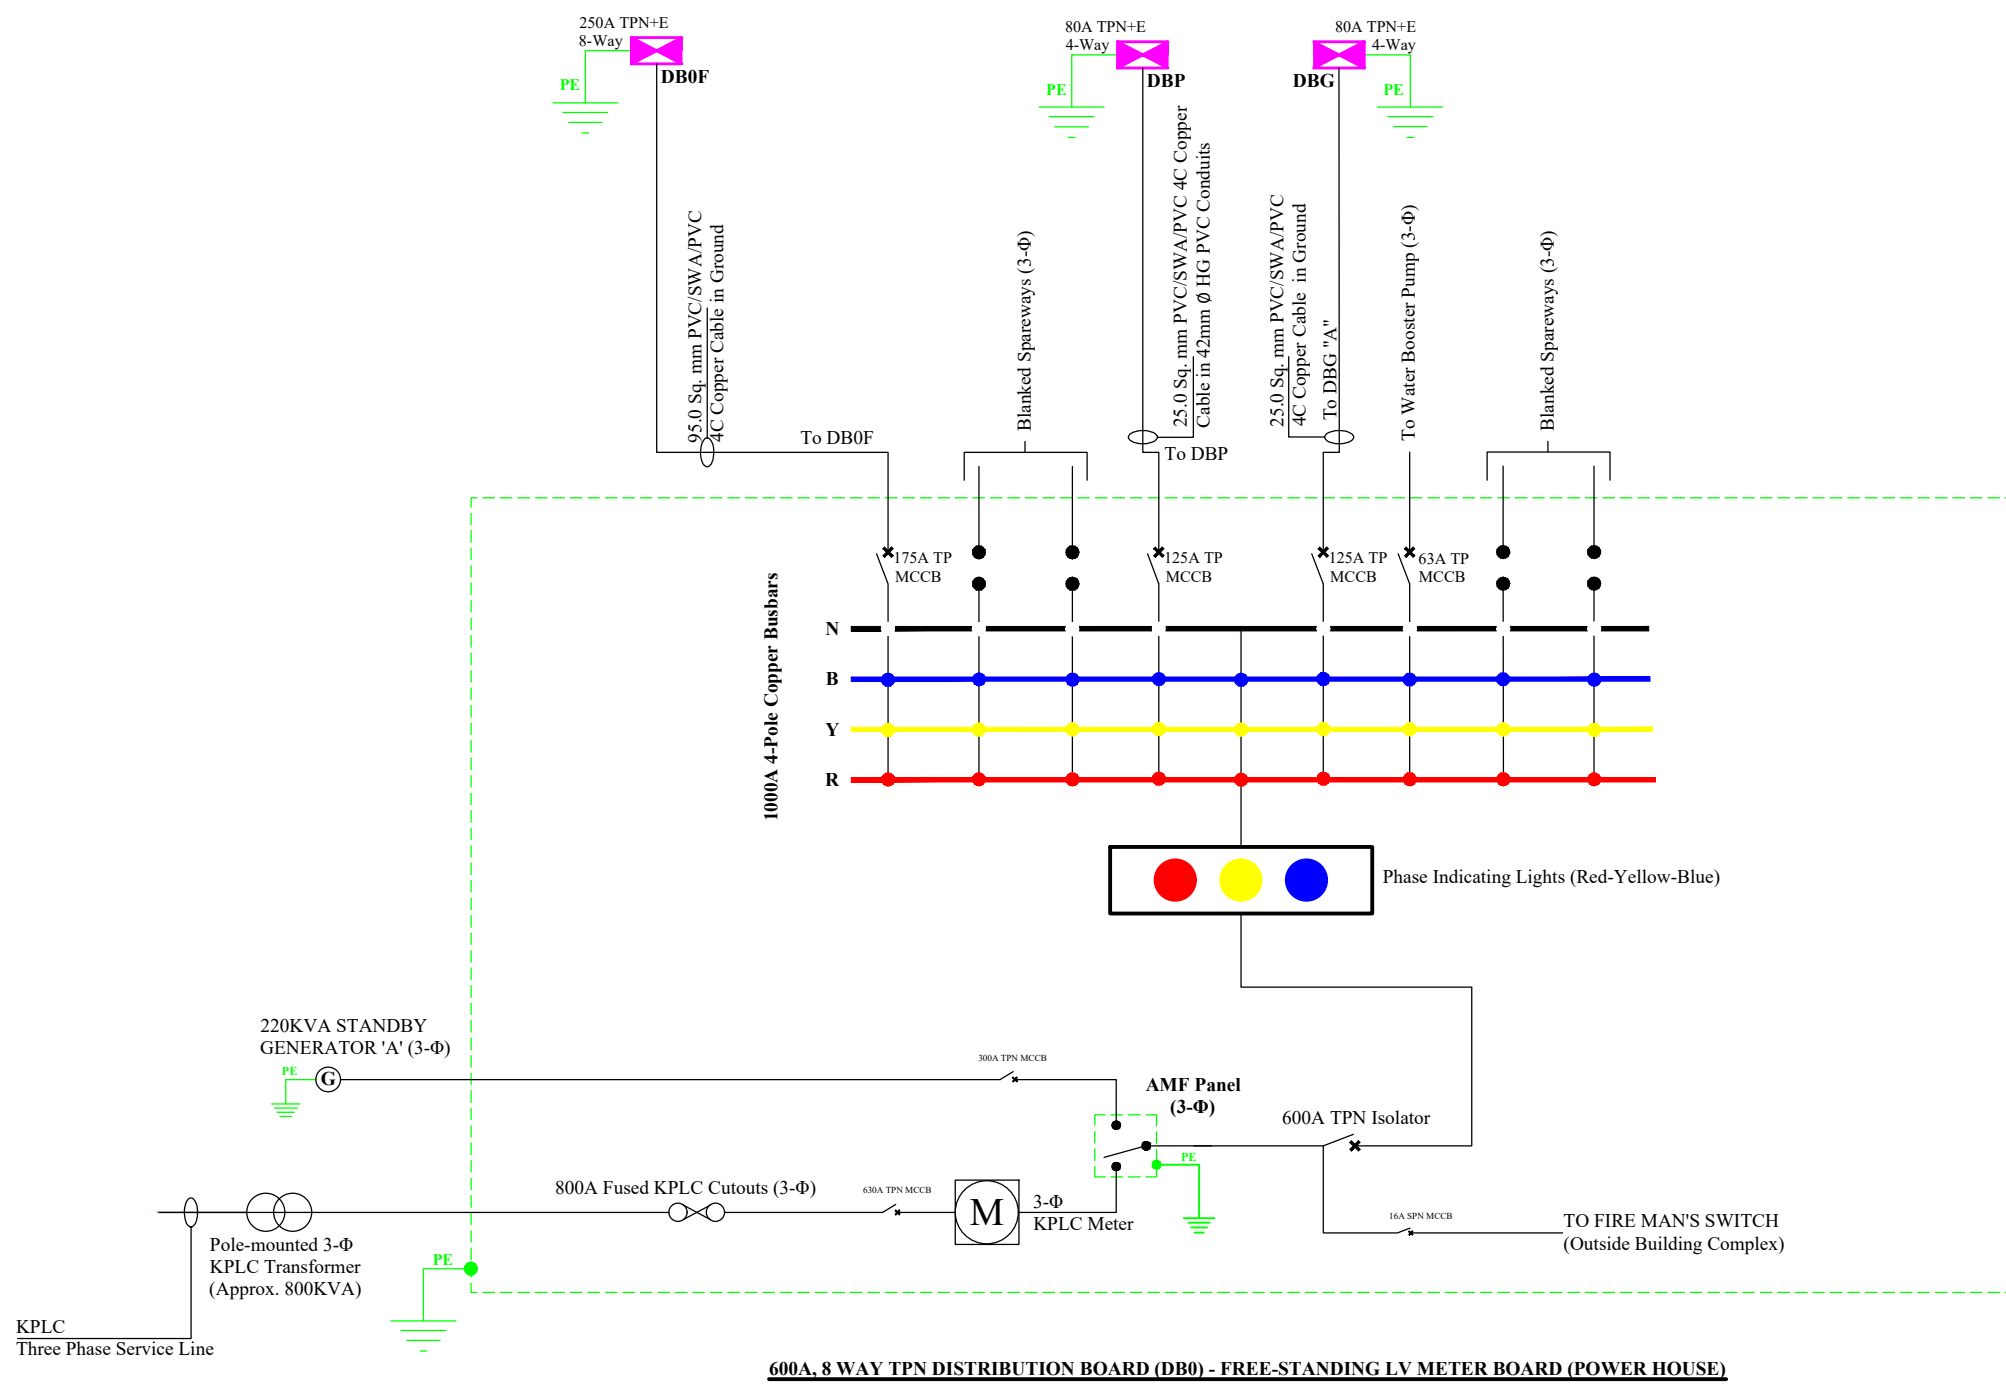 250A TPN+E
8-Way
DB0F
PE
80A TPN+E
4-Way
DBP
PE
80A TPN+E
4-Way
DBG
PE
95.0 Sq. mm PVC/SWA/PVC
4C Copper Cable in Ground
To DB0F
Blanked Spareways (3-Φ)
25.0 Sq. mm PVC/SWA/PVC 4C Copper
Cable in 42mm Ø HG PVC Conduits
To DBP
25.0 Sq. mm PVC/SWA/PVC
4C Copper Cable in Ground
To DBG "A"
To Water Booster Pump (3-Φ)
Blanked Spareways (3-Φ)
175A TP
MCCB
125A TP
MCCB
125A TP
MCCB
63A TP
MCCB
1000A 4-Pole Copper Busbars
N
B
Y
R
Phase Indicating Lights (Red-Yellow-Blue)
220KVA STANDBY
GENERATOR 'A' (3-Φ)
PE
G
300A TPN MCCB
AMF Panel
(3-Φ)
600A TPN Isolator
PE
800A Fused KPLC Cutouts (3-Φ)
630A TPN MCCB
M
3-Φ
KPLC Meter
16A SPN MCCB
TO FIRE MAN'S SWITCH
(Outside Building Complex)
Pole-mounted 3-Φ
KPLC Transformer
(Approx. 800KVA)
PE
KPLC
Three Phase Service Line
600A, 8 WAY TPN DISTRIBUTION BOARD (DB0) - FREE-STANDING LV METER BOARD (POWER HOUSE)